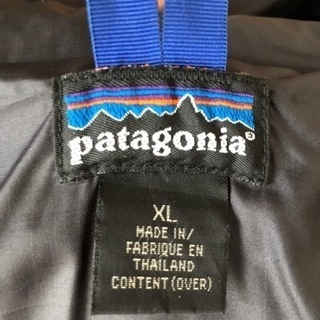 patagonia®
XL
MADE IN/
FABRIQUE EN
THAILAND
CONTENT (OVER)